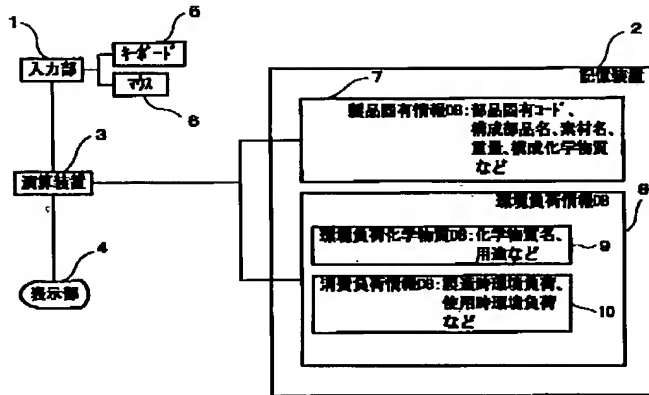 1
入力部
5
キーボード
マウス
6
3
演算装置
4
表示部
2
記憶装置
7
製品固有情報DB:部品固有コード、
構成部品名、素材名、
重量、構成化学物質
など
8
環境負荷情報DB
環境負荷化学物質DB:化学物質名、
用途など
9
消費負荷情報DB:製造時環境負荷、
使用時環境負荷
など
10